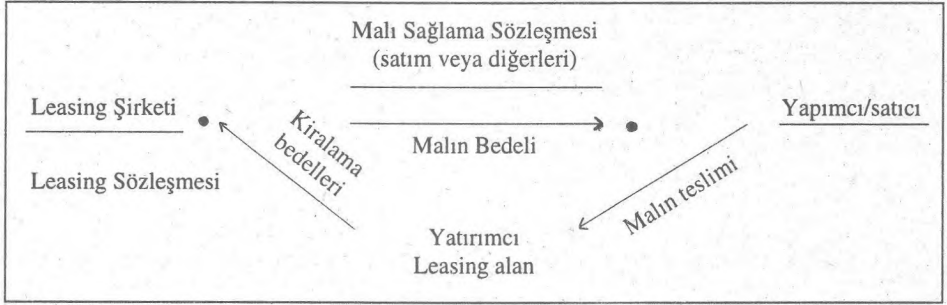 Malı Sağlama Sözleşmesi
(satım veya diğerleri)
Leasing Şirketi
Kiralama
bedelleri
Malın Bedeli
Yapımcı/satıcı
Leasing Sözleşmesi
Malın teslimi
Yatırımcı
Leasing alan